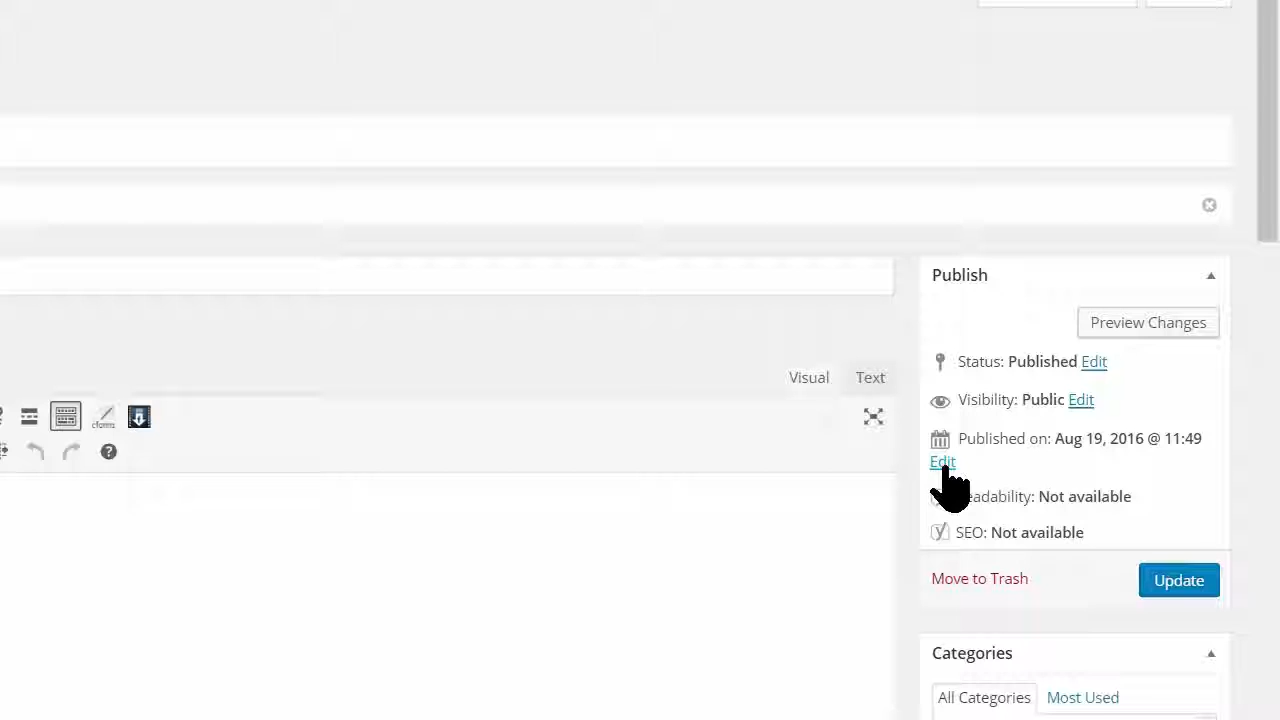 Publish
Preview Changes
Status: Published Edit
Visual Text
Visibility: Public Edit
Published on: Aug 19, 2016 @ 11:49
Edit
adability: Not available
SEO: Not available
Move to Trash Update
Categories
All Categories Most Used